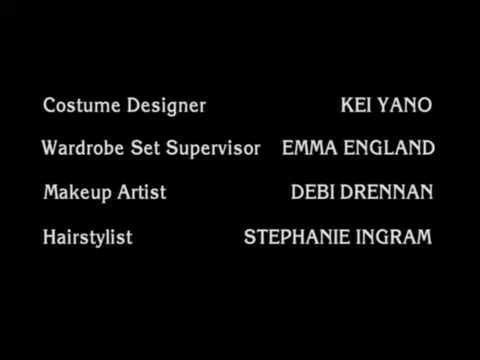 Costume Designer KEI YANO
Wardrobe Set Supervisor EMMA ENGLAND
Makeup Artist DEBI DRENNAN
Hairstylist STEPHANIE INGRAM